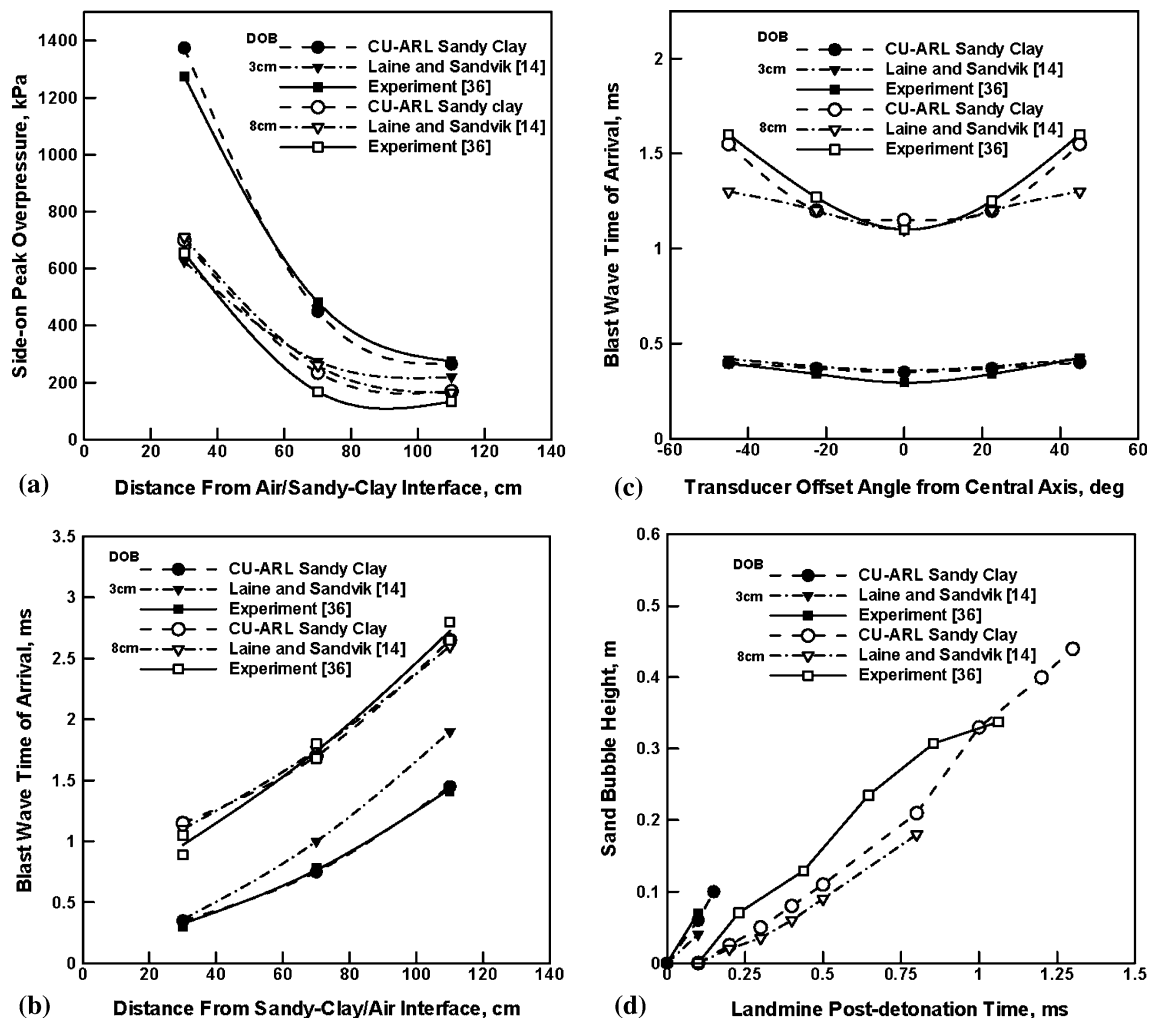 Side-on Peak Overpressure, kPa
1400
1200
1000
800
600
400
200
0
DOB
CU-ARL Sandy Clay
3cm Laine and Sandvik [14]
Experiment [36]
CU-ARL Sandy clay
8cm Laine and Sandvik [14]
Experiment [36]
0 20 40 60 80 100 120 140
(a) Distance From Air/Sandy-Clay Interface, cm
Blast Wave Time of Arrival, ms
2
1.5
1
0.5
0
DOB
CU-ARL Sandy Clay
3cm Laine and Sandvik [14]
Experiment [36]
CU-ARL Sandy Clay
8cm Laine and Sandvik [14]
Experiment [36]
-60 -40 -20 0 20 40 60
(c) Transducer Offset Angle from Central Axis, deg
Blast Wave Time of Arrival, ms
3.5
3
2.5
2
1.5
1
0.5
0
DOB
CU-ARL Sandy Clay
3cm Laine and Sandvik [14]
Experiment [36]
CU-ARL Sandy Clay
8cm Laine and Sandvik [14]
Experiment [36]
0 20 40 60 80 100 120 140
(b) Distance From Sandy-Clay/Air Interface, cm
Sand Bubble Height, m
0.6
0.5
0.4
0.3
0.2
0.1
0
DOB
CU-ARL Sandy Clay
3cm Laine and Sandvik [14]
Experiment [36]
CU-ARL Sandy Clay
8cm Laine and Sandvik [14]
Experiment [36]
0 0.25 0.5 0.75 1 1.25 1.5
(d) Landmine Post-detonation Time, ms